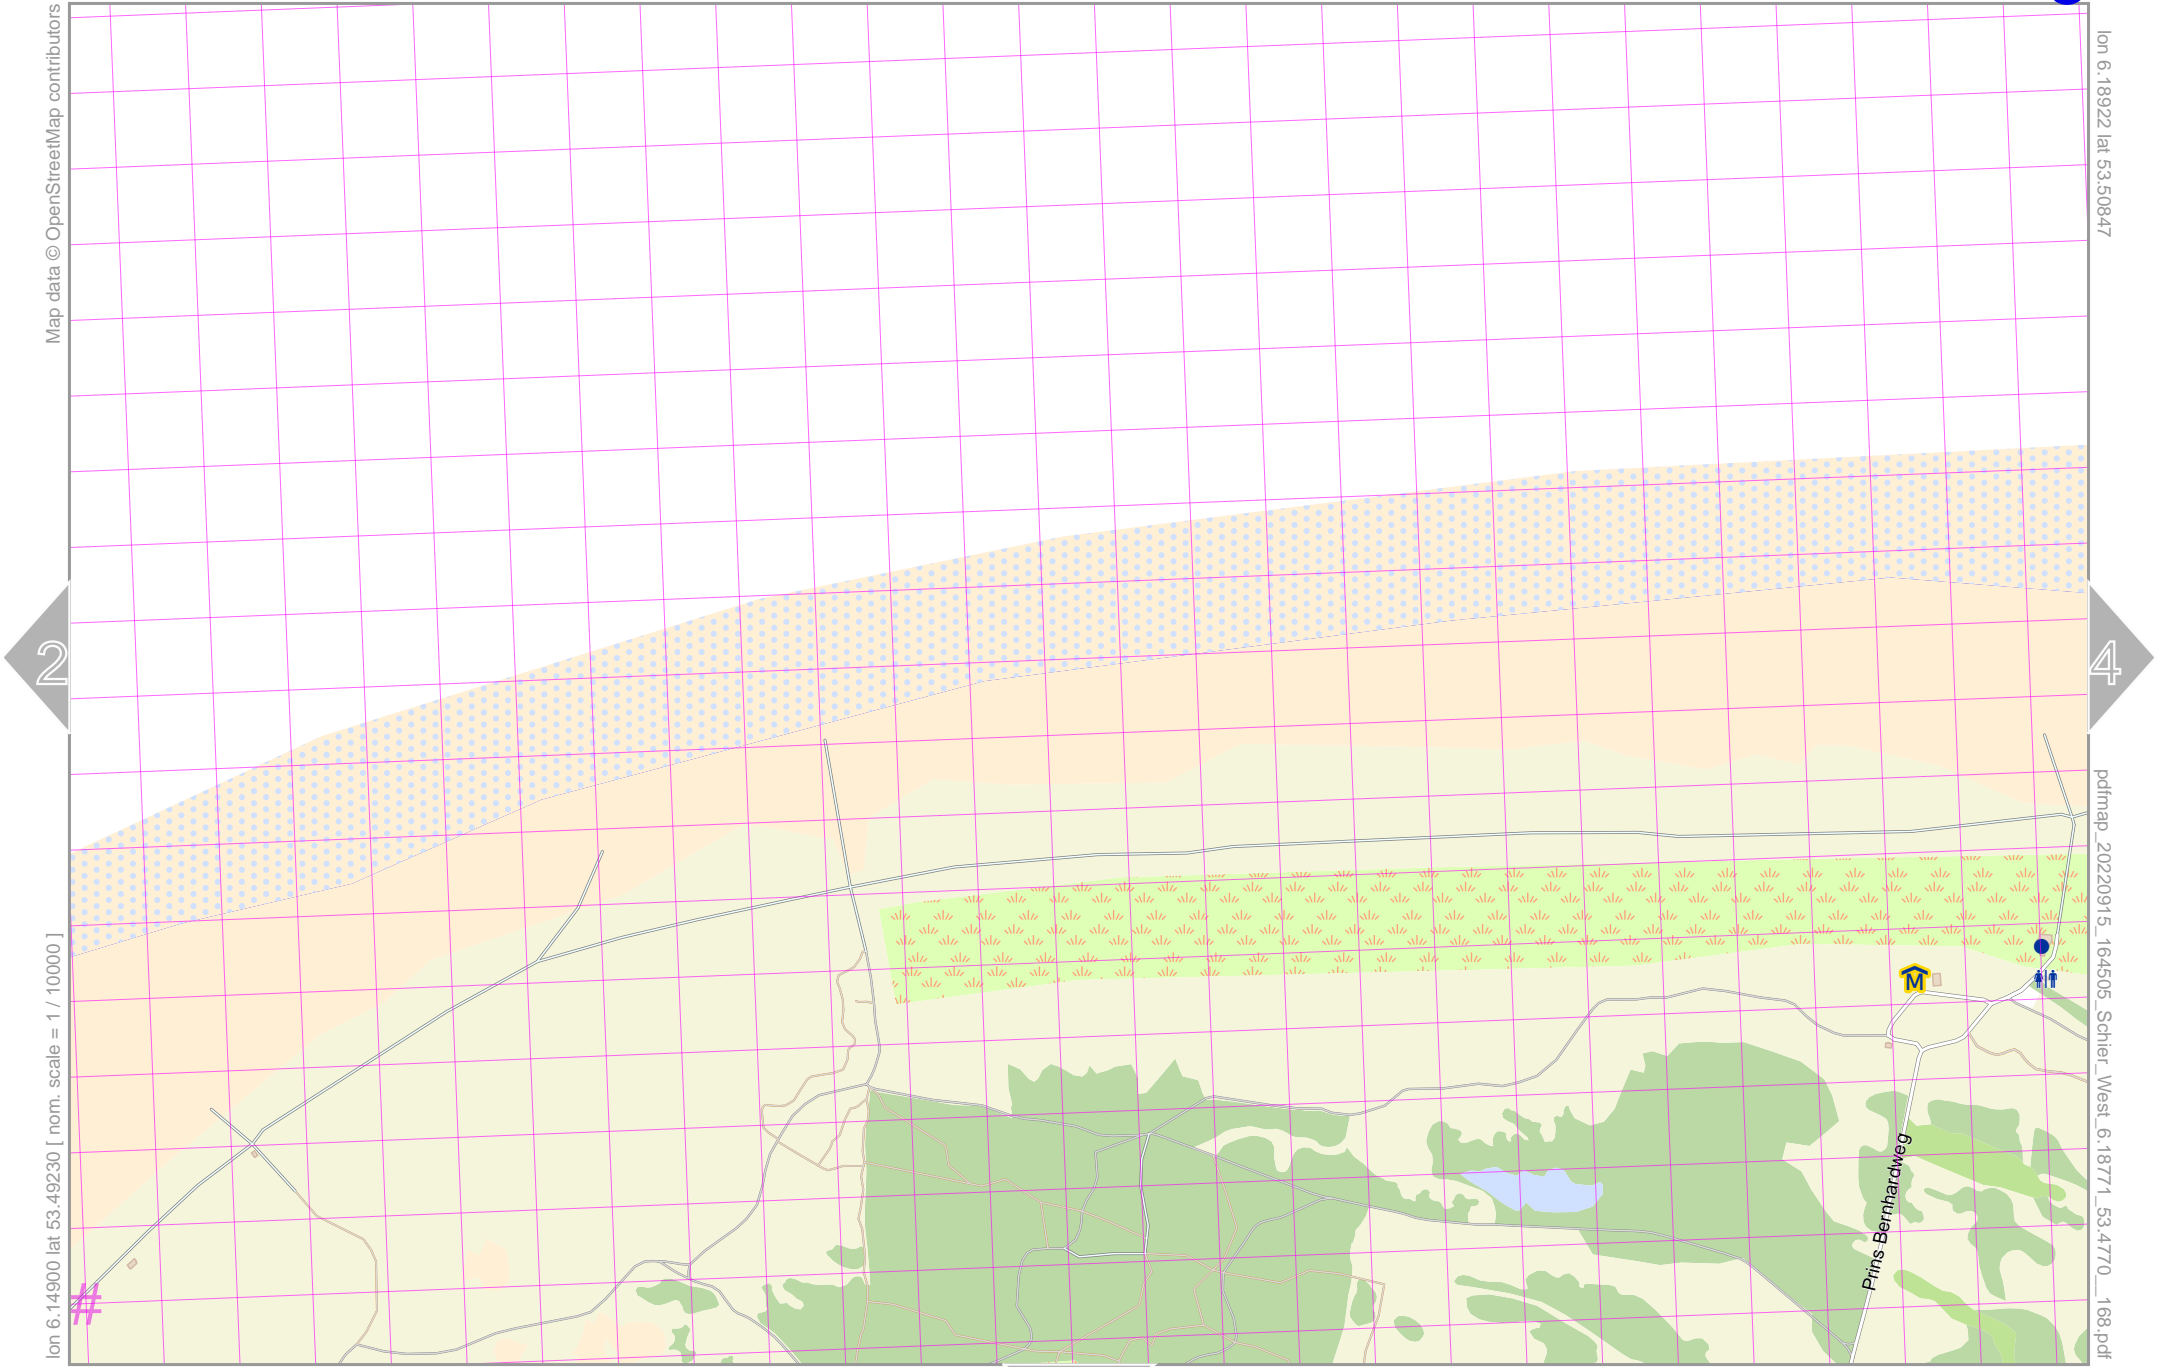 Map data © OpenStreetMap contributors
lon 6.18922 lat 53.50847
2
4
M
Prins Bernhardweg
#
lon 6.14900 lat 53.49230 [ nom. scale = 1 / 10000 ]
pdfmap_20220915_164505_Schier_West_6.18771_53.4770__168.pdf